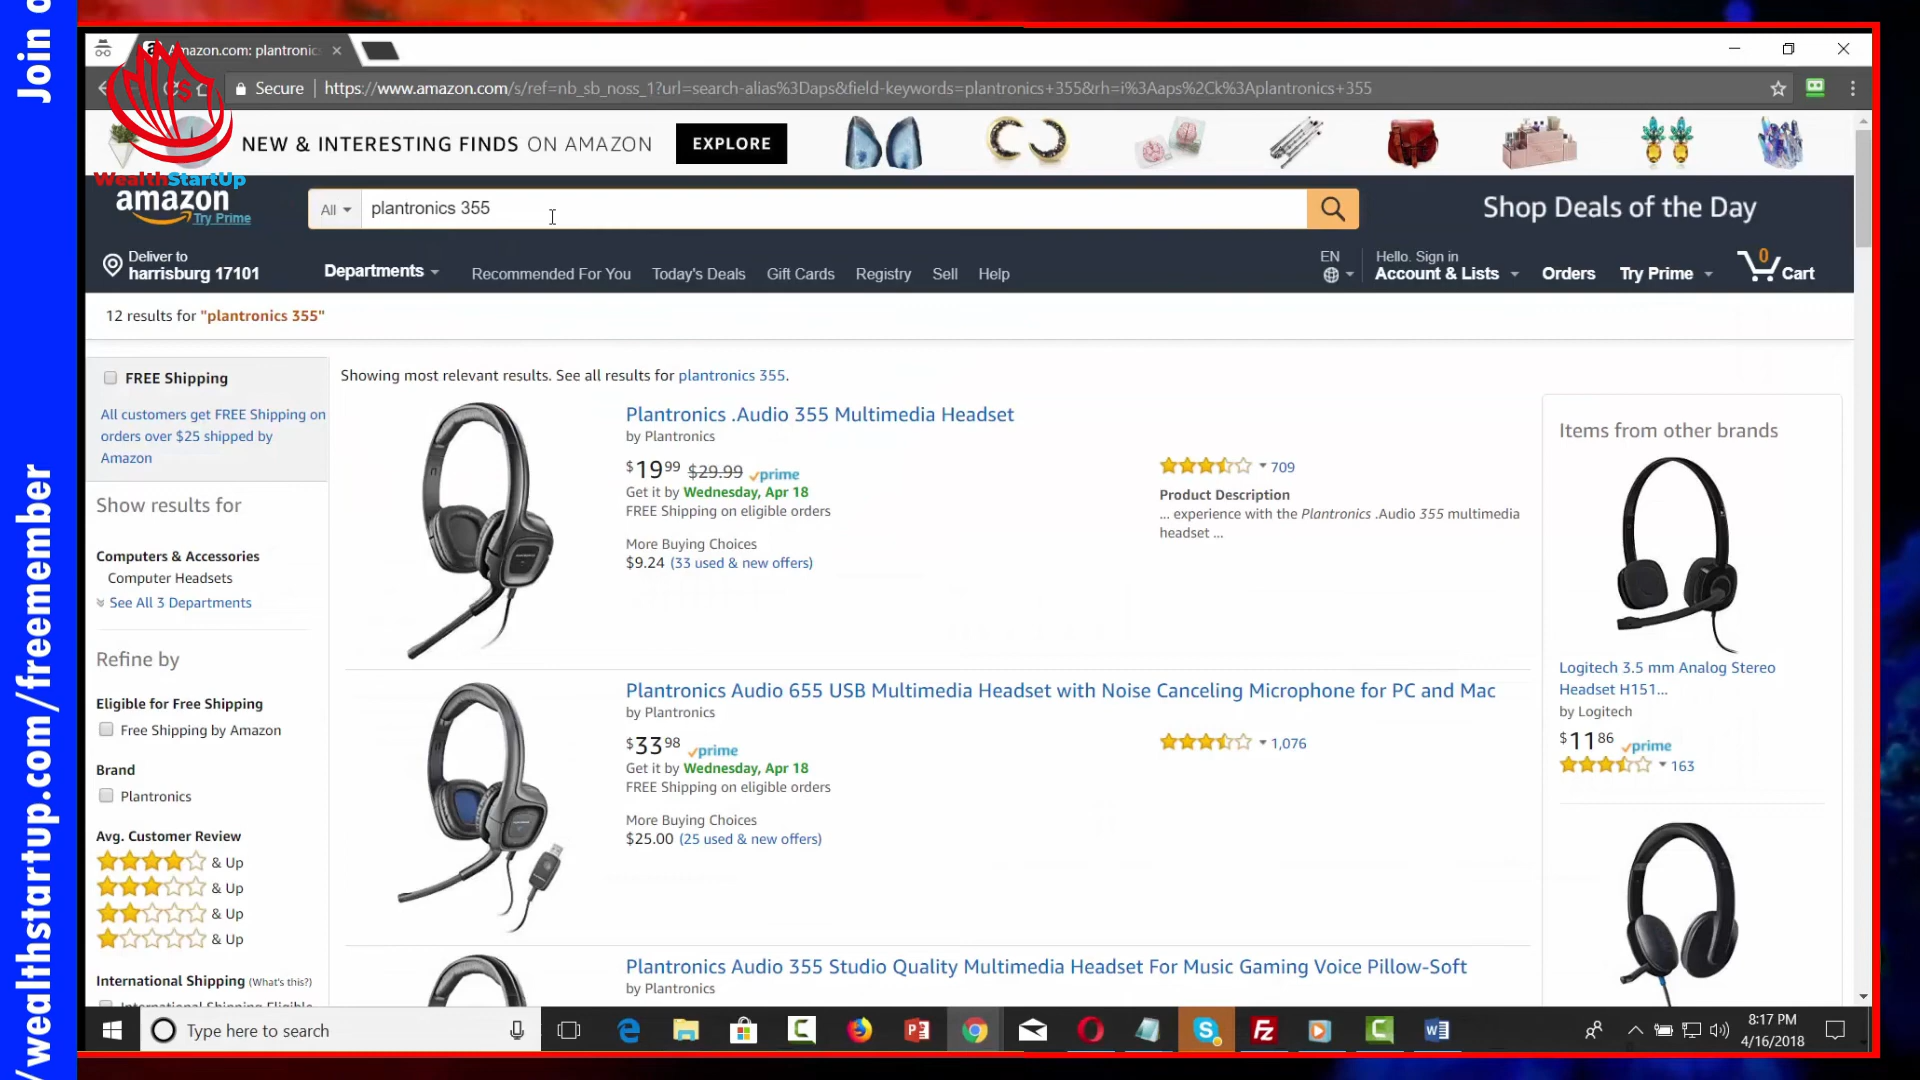 Join o
/wealthstartup.com/freemember
Amazon.com: plantronic
Secure
https://www.amazon.com/s/ref=nb_sb_noss_1?url=search-alias%3Daps&field-keywords=plantronics+355&rh=i%3Aaps%2Ck%3Aplantronics+355
NEW & INTERESTING FINDS ON AMAZON
EXPLORE
WealthStartUp
amazon
Try Prime
All
plantronics 355
Shop Deals of the Day
Deliver to
harrisburg 17101
Departments
Recommended For You
Today's Deals
Gift Cards
Registry
Sell
Help
EN
Hello. Sign in
Account & Lists
Orders
Try Prime
0
Cart
12 results for "plantronics 355"
FREE Shipping
All customers get FREE Shipping on
orders over $25 shipped by
Amazon
Show results for
Computers & Accessories
Computer Headsets
See All 3 Departments
Refine by
Eligible for Free Shipping
Free Shipping by Amazon
Brand
Plantronics
Avg. Customer Review
& Up
& Up
& Up
& Up
International Shipping (What's this?)
International Shipping Eligible
Showing most relevant results. See all results for plantronics 355.
Plantronics .Audio 355 Multimedia Headset
by Plantronics
$19 99 $29.99 prime
Get it by Wednesday, Apr 18
FREE Shipping on eligible orders
More Buying Choices
$9.24 (33 used & new offers)
709
Product Description
... experience with the Plantronics .Audio 355 multimedia
headset ...
Plantronics Audio 655 USB Multimedia Headset with Noise Canceling Microphone for PC and Mac
by Plantronics
$33 98 prime
Get it by Wednesday, Apr 18
FREE Shipping on eligible orders
More Buying Choices
$25.00 (25 used & new offers)
1,076
Plantronics Audio 355 Studio Quality Multimedia Headset For Music Gaming Voice Pillow-Soft
by Plantronics
Items from other brands
Logitech 3.5 mm Analog Stereo
Headset H151...
by Logitech
$11 86 prime
163
Type here to search
8:17 PM
4/16/2018